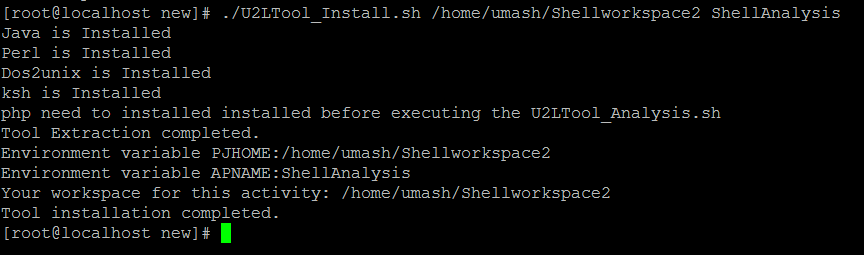 [root@localhost new]# ./U2LTool_Install.sh /home/umash/Shellworkspace2 ShellAnalysis
Java is Installed
Perl is Installed
Dos2unix is Installed
ksh is Installed
php need to installed installed before executing the U2LTool_Analysis.sh
Tool Extraction completed.
Environment variable PJHOME:/home/umash/Shellworkspace2
Environment variable APNAME:ShellAnalysis
Your workspace for this activity: /home/umash/Shellworkspace2
Tool installation completed.
[root@localhost new]#